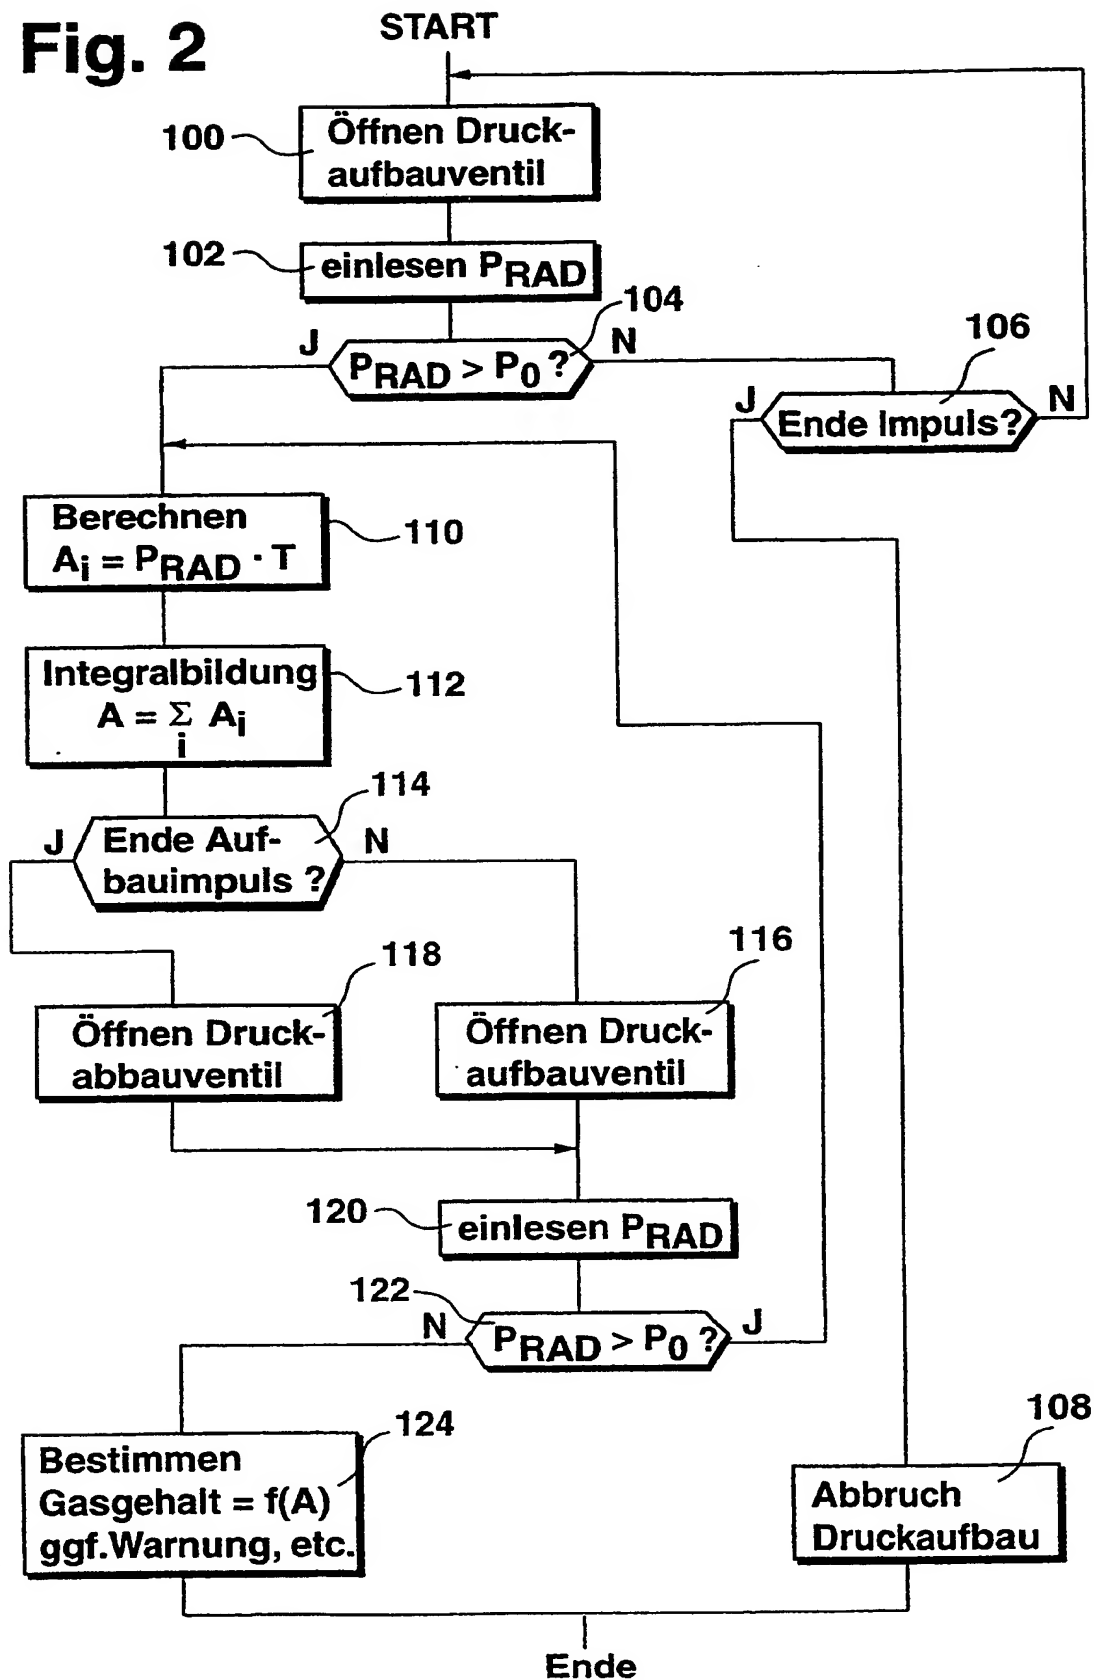 Fig. 2
START
100
Öffnen Druck-
aufbauventil
102
einlesen PRAD
104
J
PRAD > P0 ?
N
106
J
Ende Impuls?
N
Berechnen
Ai = PRAD · T
110
Integralbildung
A = Σ Ai
i
112
114
J
Ende Auf-
bauimpuls ?
N
118
Öffnen Druck-
abbauventil
116
Öffnen Druck-
aufbauventil
120
einlesen PRAD
122
N
PRAD > P0 ?
J
124
Bestimmen
Gasgehalt = f(A)
ggf.Warnung, etc.
108
Abbruch
Druckaufbau
Ende